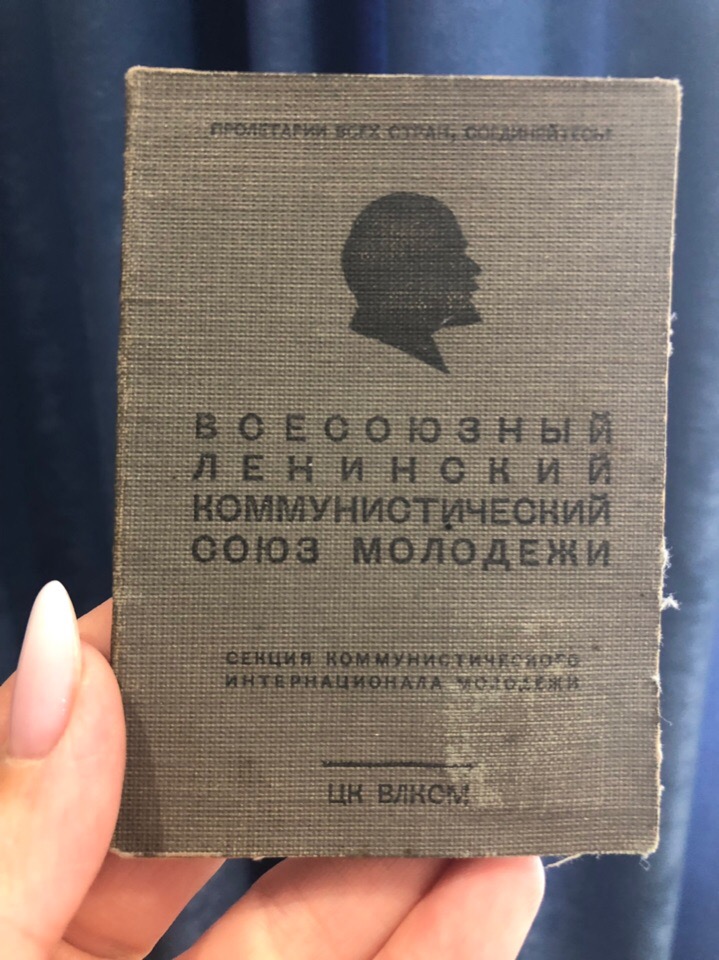 ПРОЛЕТАРИИ ВСЕХ СТРАН, СОЕДИНЯЙТЕСЬ!
ВСЕСОЮЗНЫЙ
ЛЕНИНСКИЙ
КОММУНИСТИЧЕСКИЙ
СОЮЗ МОЛОДЕЖИ
СЕКЦИЯ КОММУНИСТИЧЕСКОГО
ИНТЕРНАЦИОНАЛА МОЛОДЕЖИ
ЦК ВЛКСМ